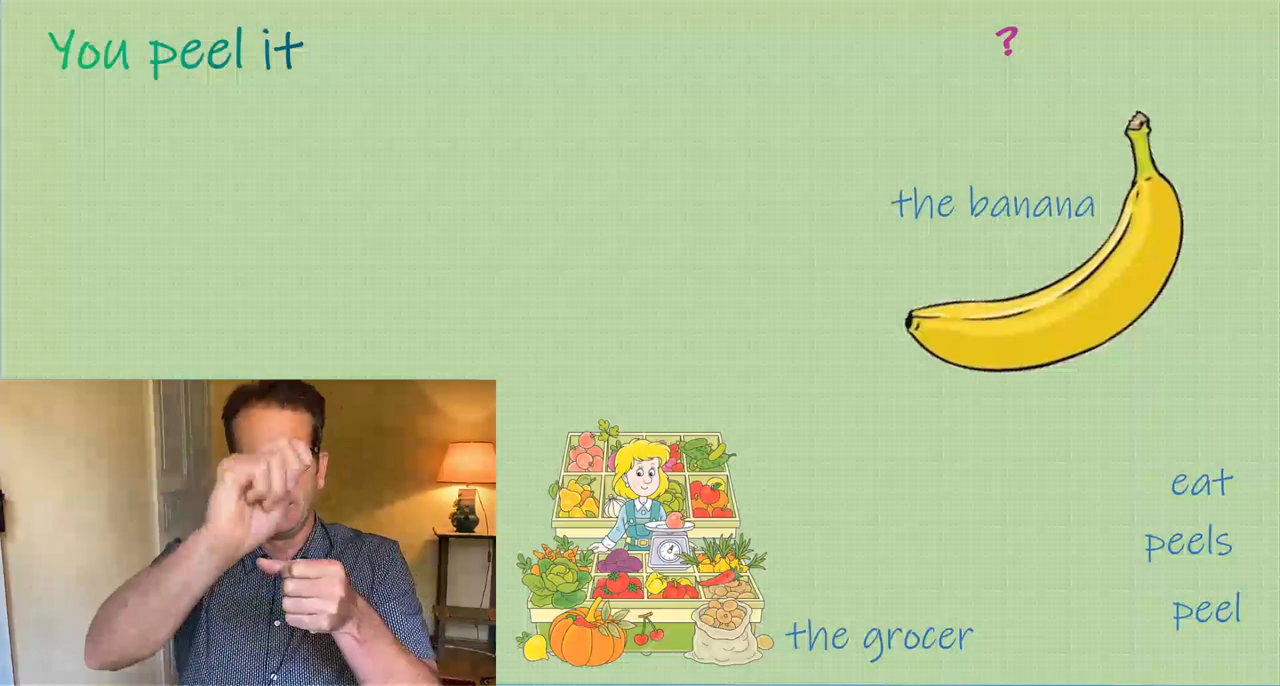 You peel it
?
the banana
eat
peels
peel
the grocer